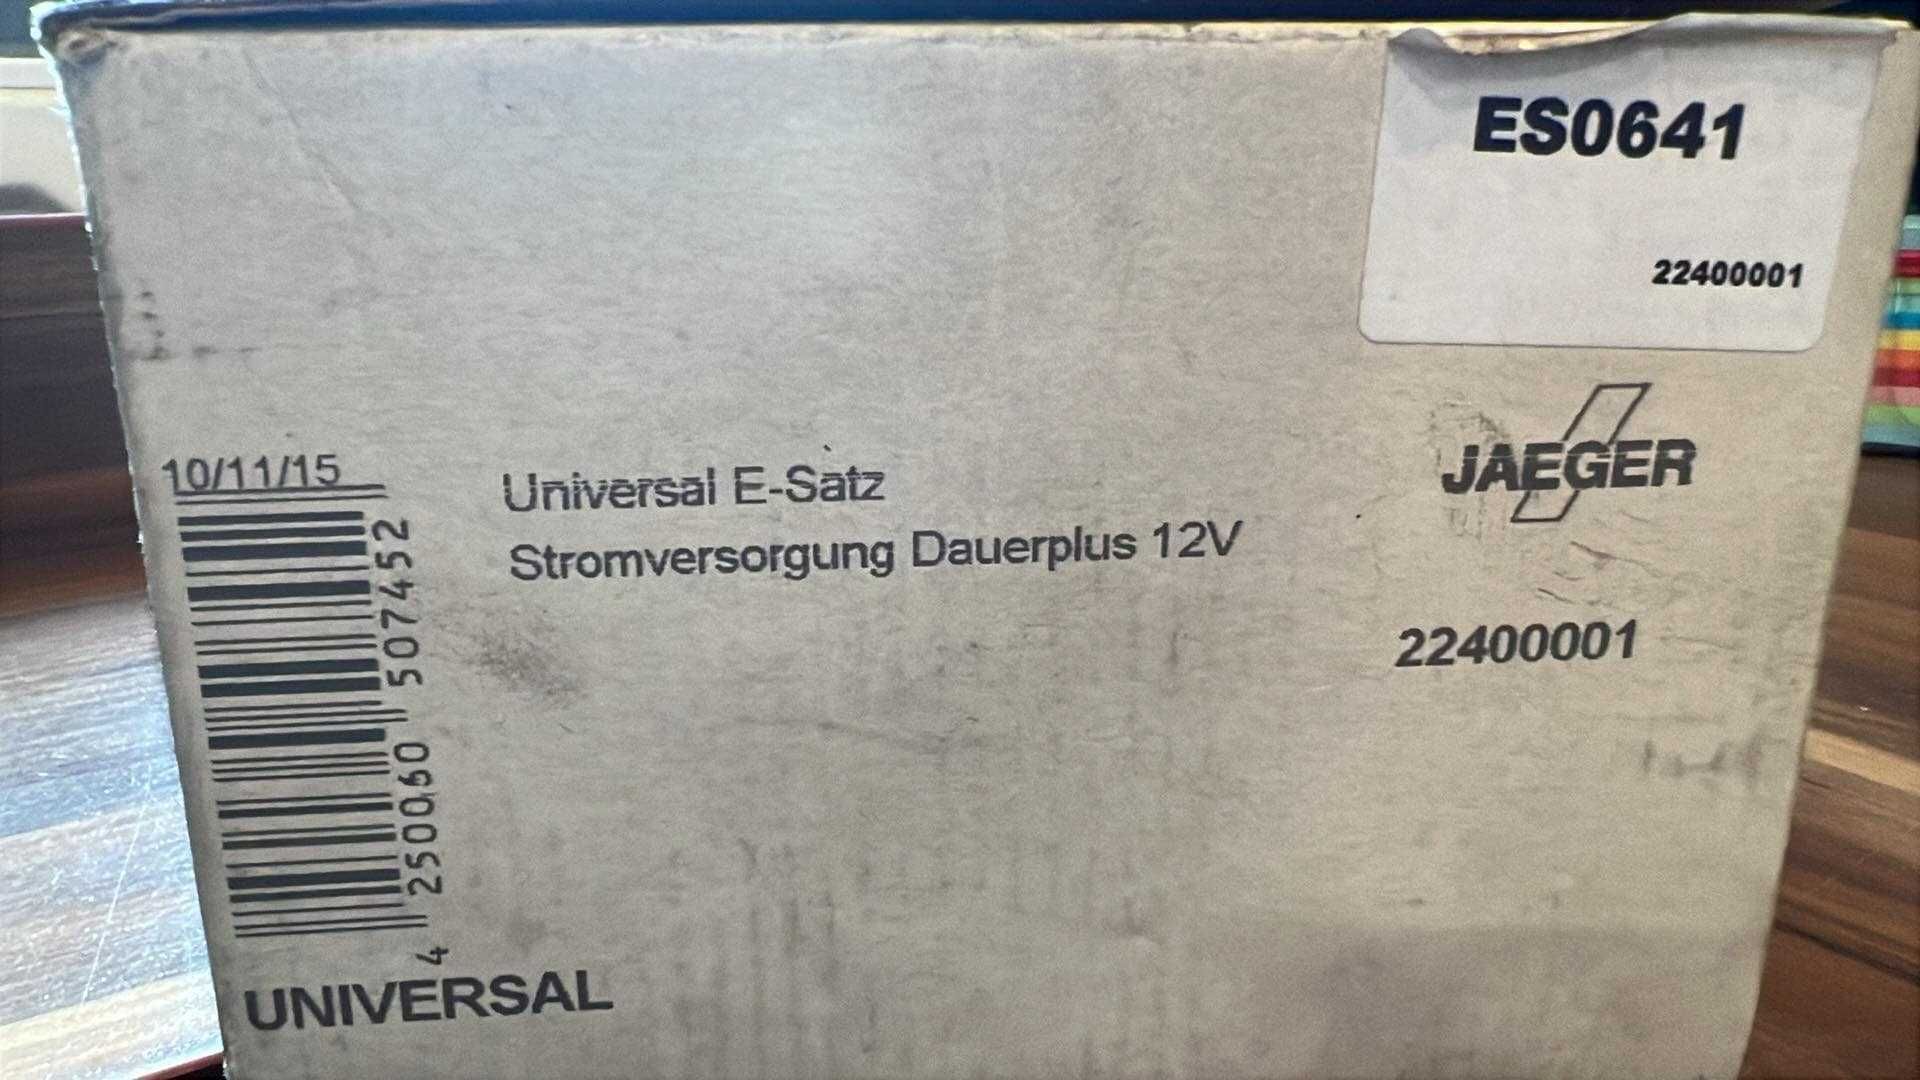 ES0641
22400001
JAEGER
10/11/15
Universal E-Satz
Stromversorgung Dauerplus 12V
22400001
4 250060 507452
UNIVERSAL